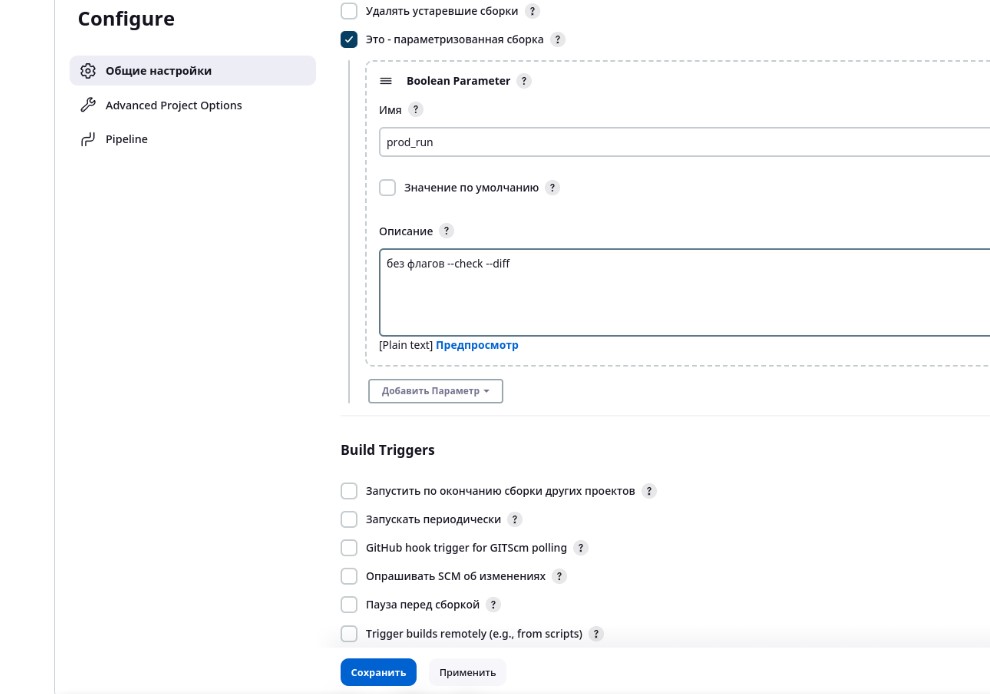 Configure
Общие настройки
Advanced Project Options
Pipeline
Удалять устаревшие сборки ?
Это - параметризованная сборка ?
Boolean Parameter ?
Имя ?
prod_run
Значение по умолчанию ?
Описание ?
без флагов --check --diff
[Plain text] Предпросмотр
Добавить Параметр
Build Triggers
Запустить по окончанию сборки других проектов ?
Запускать периодически ?
GitHub hook trigger for GITScm polling ?
Опрашивать SCM об изменениях ?
Пауза перед сборкой ?
Trigger builds remotely (e.g., from scripts) ?
Сохранить Применить